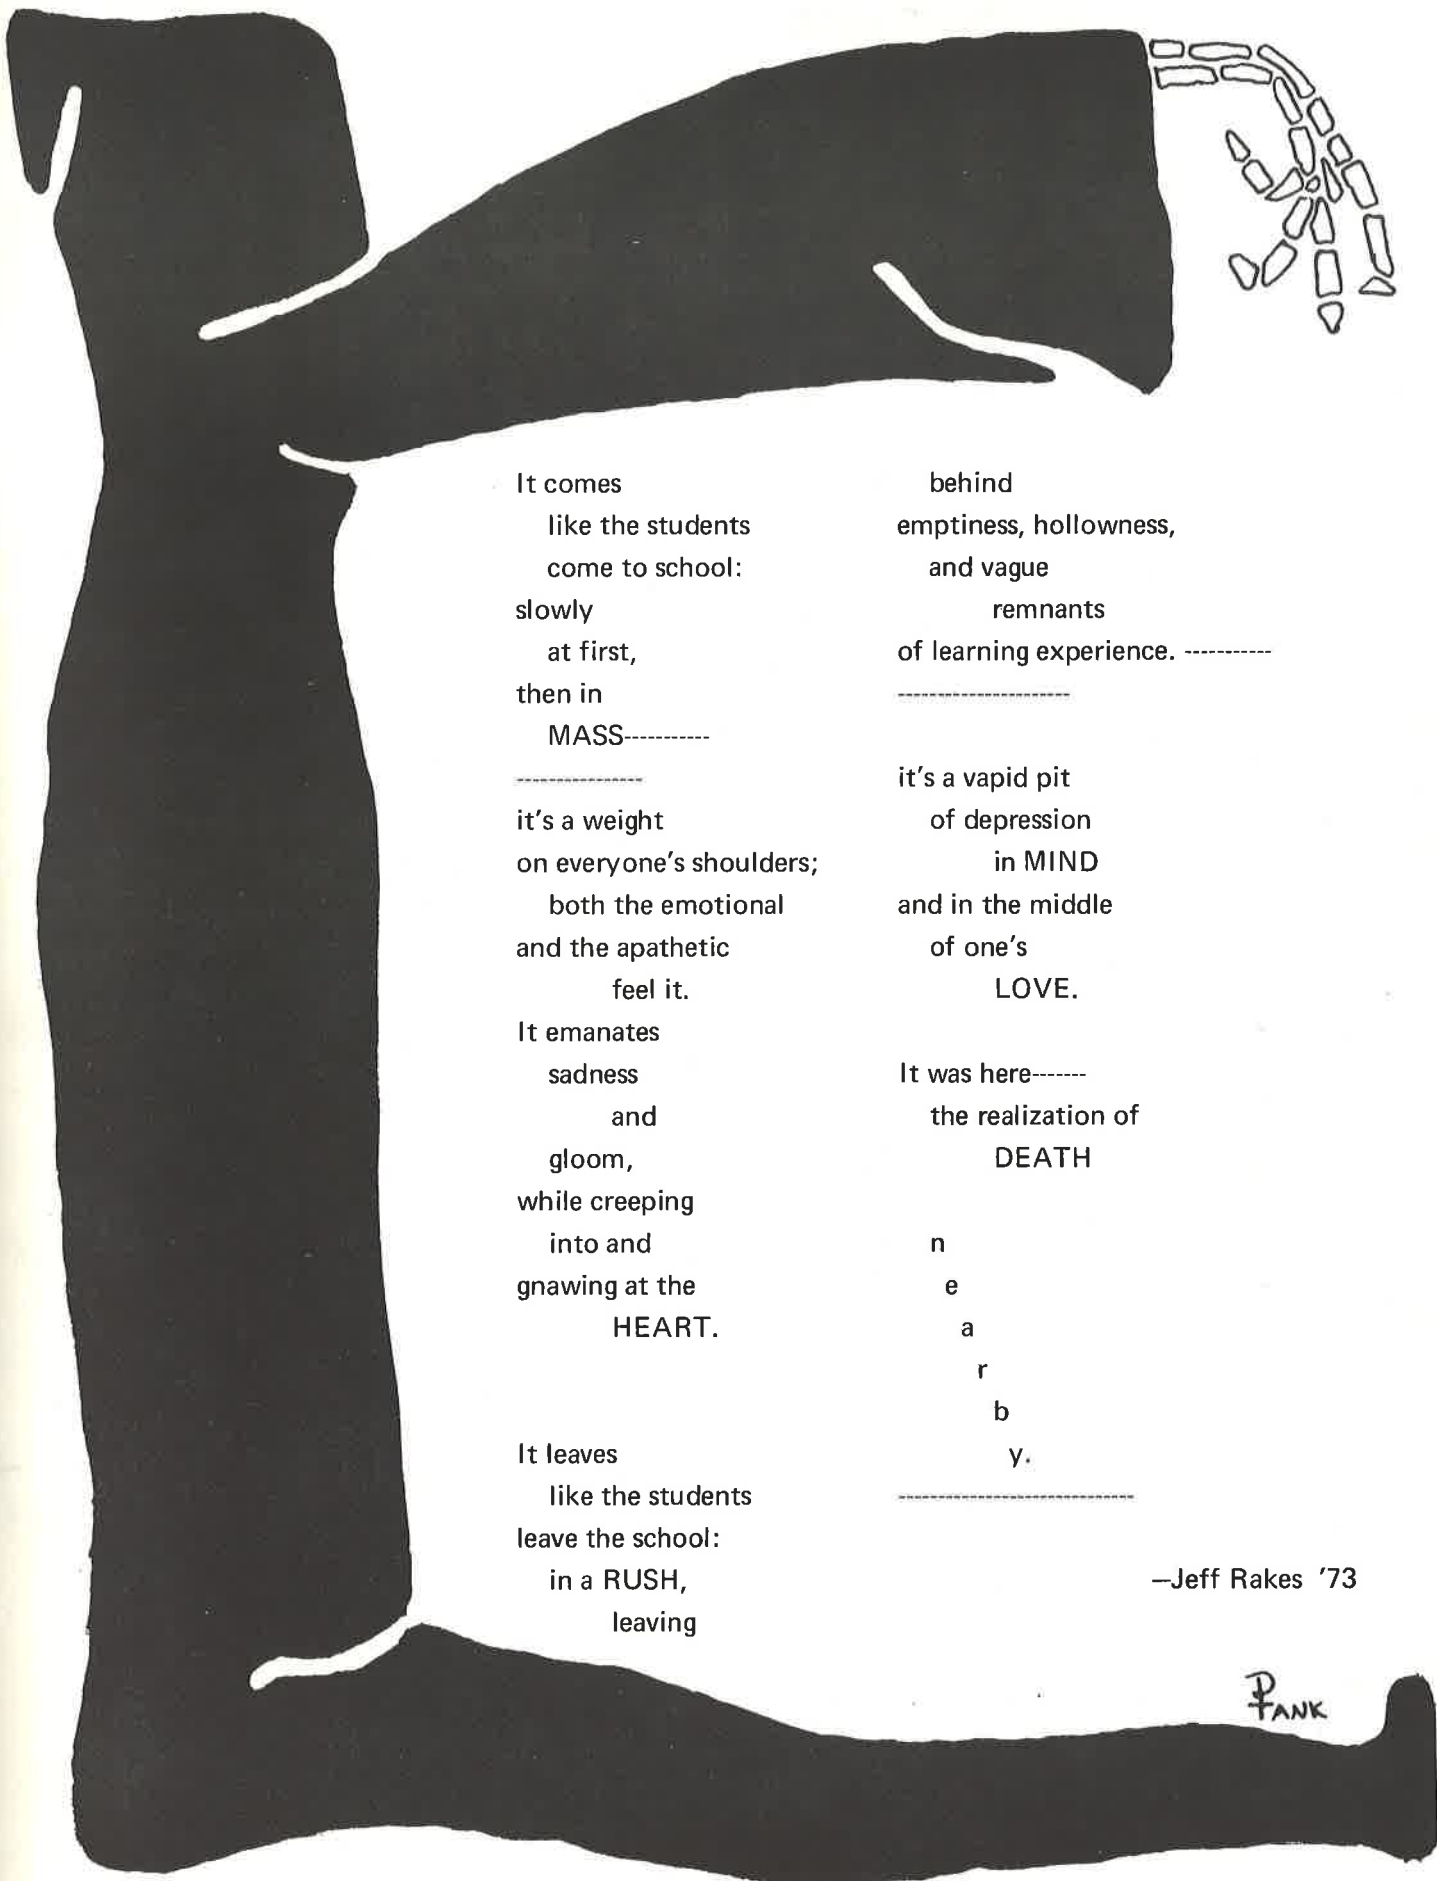 It comes
like the students
come to school:
slowly
at first,
then in
MASS-----------
----------------
it's a weight
on everyone's shoulders;
both the emotional
and the apathetic
feel it.
It emanates
sadness
and
gloom,
while creeping
into and
gnawing at the
HEART.
It leaves
like the students
leave the school:
in a RUSH,
leaving
behind
emptiness, hollowness,
and vague
remnants
of learning experience. -----------
----------------------
it's a vapid pit
of depression
in MIND
and in the middle
of one's
LOVE.
It was here-------
the realization of
DEATH
n
e
a
r
b
y.
------------------------------
—Jeff Rakes '73